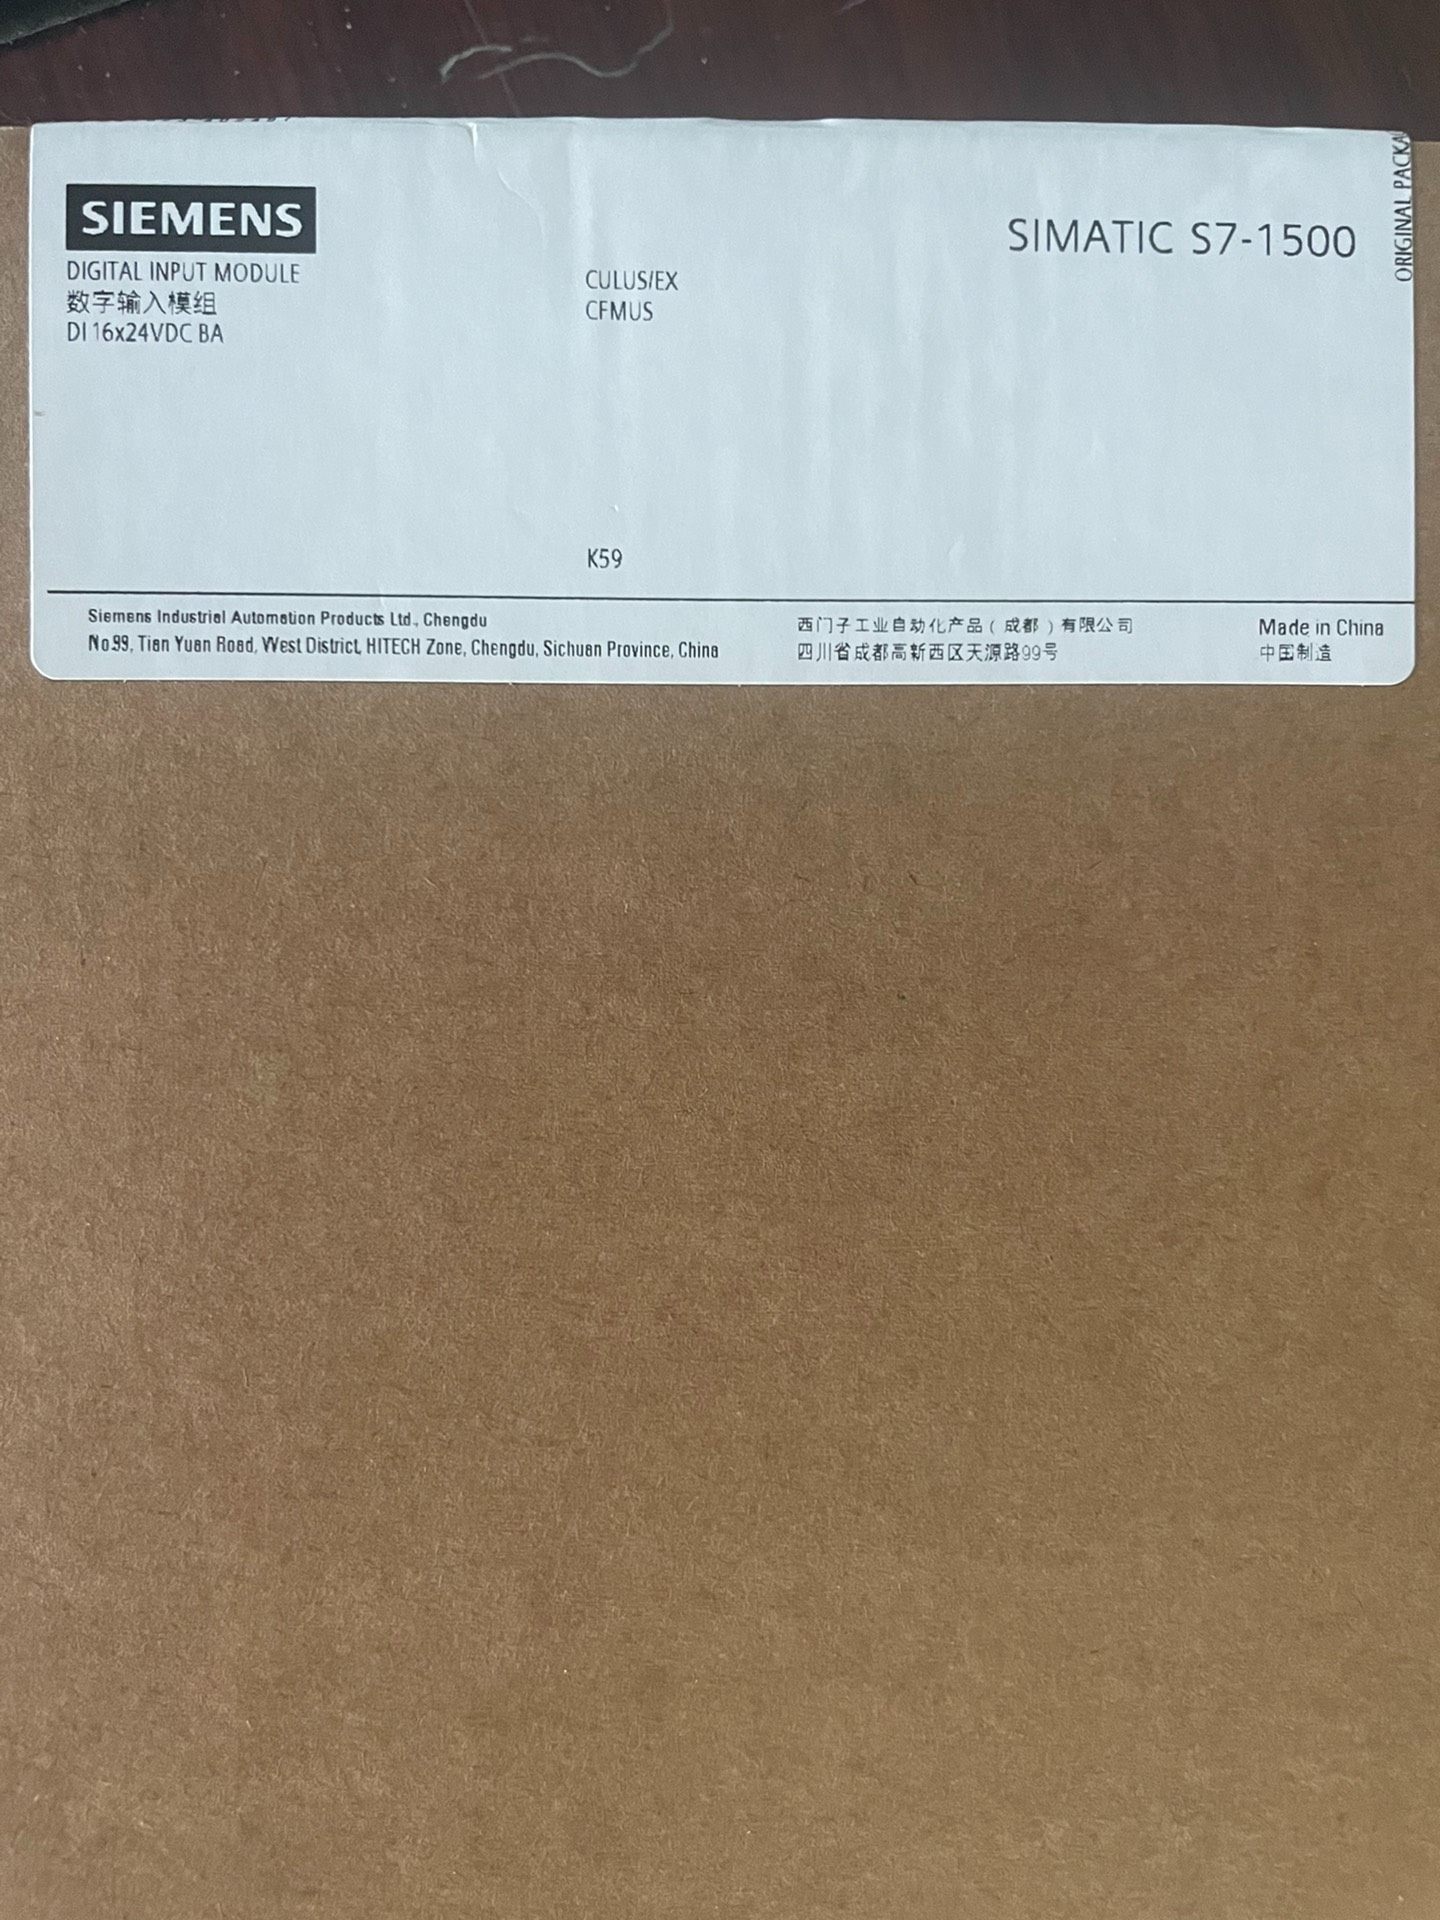 SIEMENS
SIMATIC S7-1500
ORIGINAL
DIGITAL INPUT MODULE
数字输入模组
DI 16x24VDC BA
CULUS/EX
CFMUS
K59
Siemens Industrial Automation Products Ltd., Chengdu
No.99, Tian Yuan Road, West District, HITECH Zone, Chengdu, Sichuan Province, China
西门子工业自动化产品(成都)有限公司
四川省成都高新西区天源路99号
Made in China
中国制造